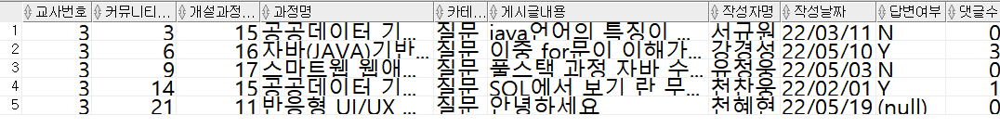 교사번호 커뮤니티... 개설과정... 과정명 카테... 게시글내용 작성자명 작성날짜 답변여부 댓글수
1 3 3 15 공공데이터 기... 질문 java언어의 특징이 ... 서규원 22/03/11 N 0
2 3 6 16 자바(JAVA)기반... 질문 이중 for문이 이해가... 강경성 22/05/10 Y 3
3 3 9 17 스마트웹 웹애... 질문 풀스택 과정 자바 수... 유정웅 22/05/03 N 0
4 3 14 15 공공데이터 기... 질문 SQL에서 보기 란 무... 천찬웅 22/02/01 Y 1
5 3 21 11 반응형 UI/UX ... 질문 안녕하세요 천혜현 22/05/19 (null) 0